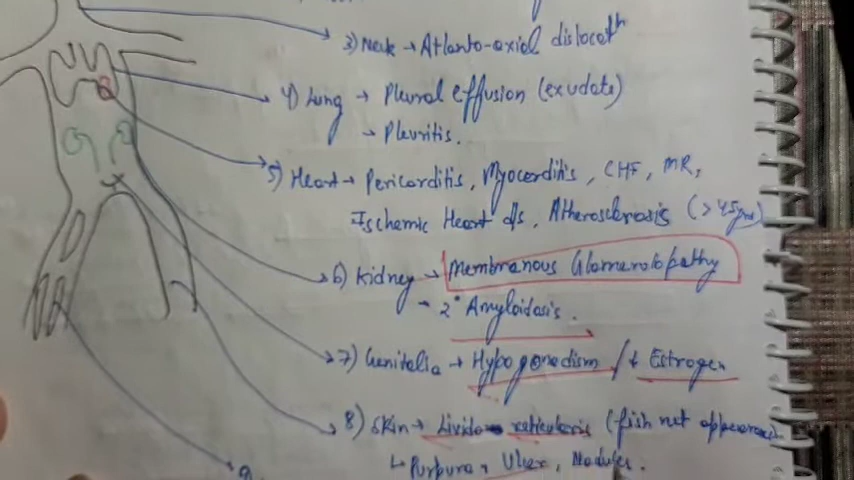 3) Neck → Atlanto-axial dislocatn
4) Lung → Plural effusion (exudate)
→ Pleuritis.
5) Heart → Pericarditis, Myocarditis, CHF, MR,
Ischemic Heart d/s, Atherosclerosis (>45yrs)
6) Kidney → Membranous Glomerulopathy
- 2° Amyloidosis.
7) Genitalia → Hypogonadism / ↓ Estrogen
8) Skin → Livido reticularis (fish net appearance
↳ Purpura, Ulcer, Nodules.